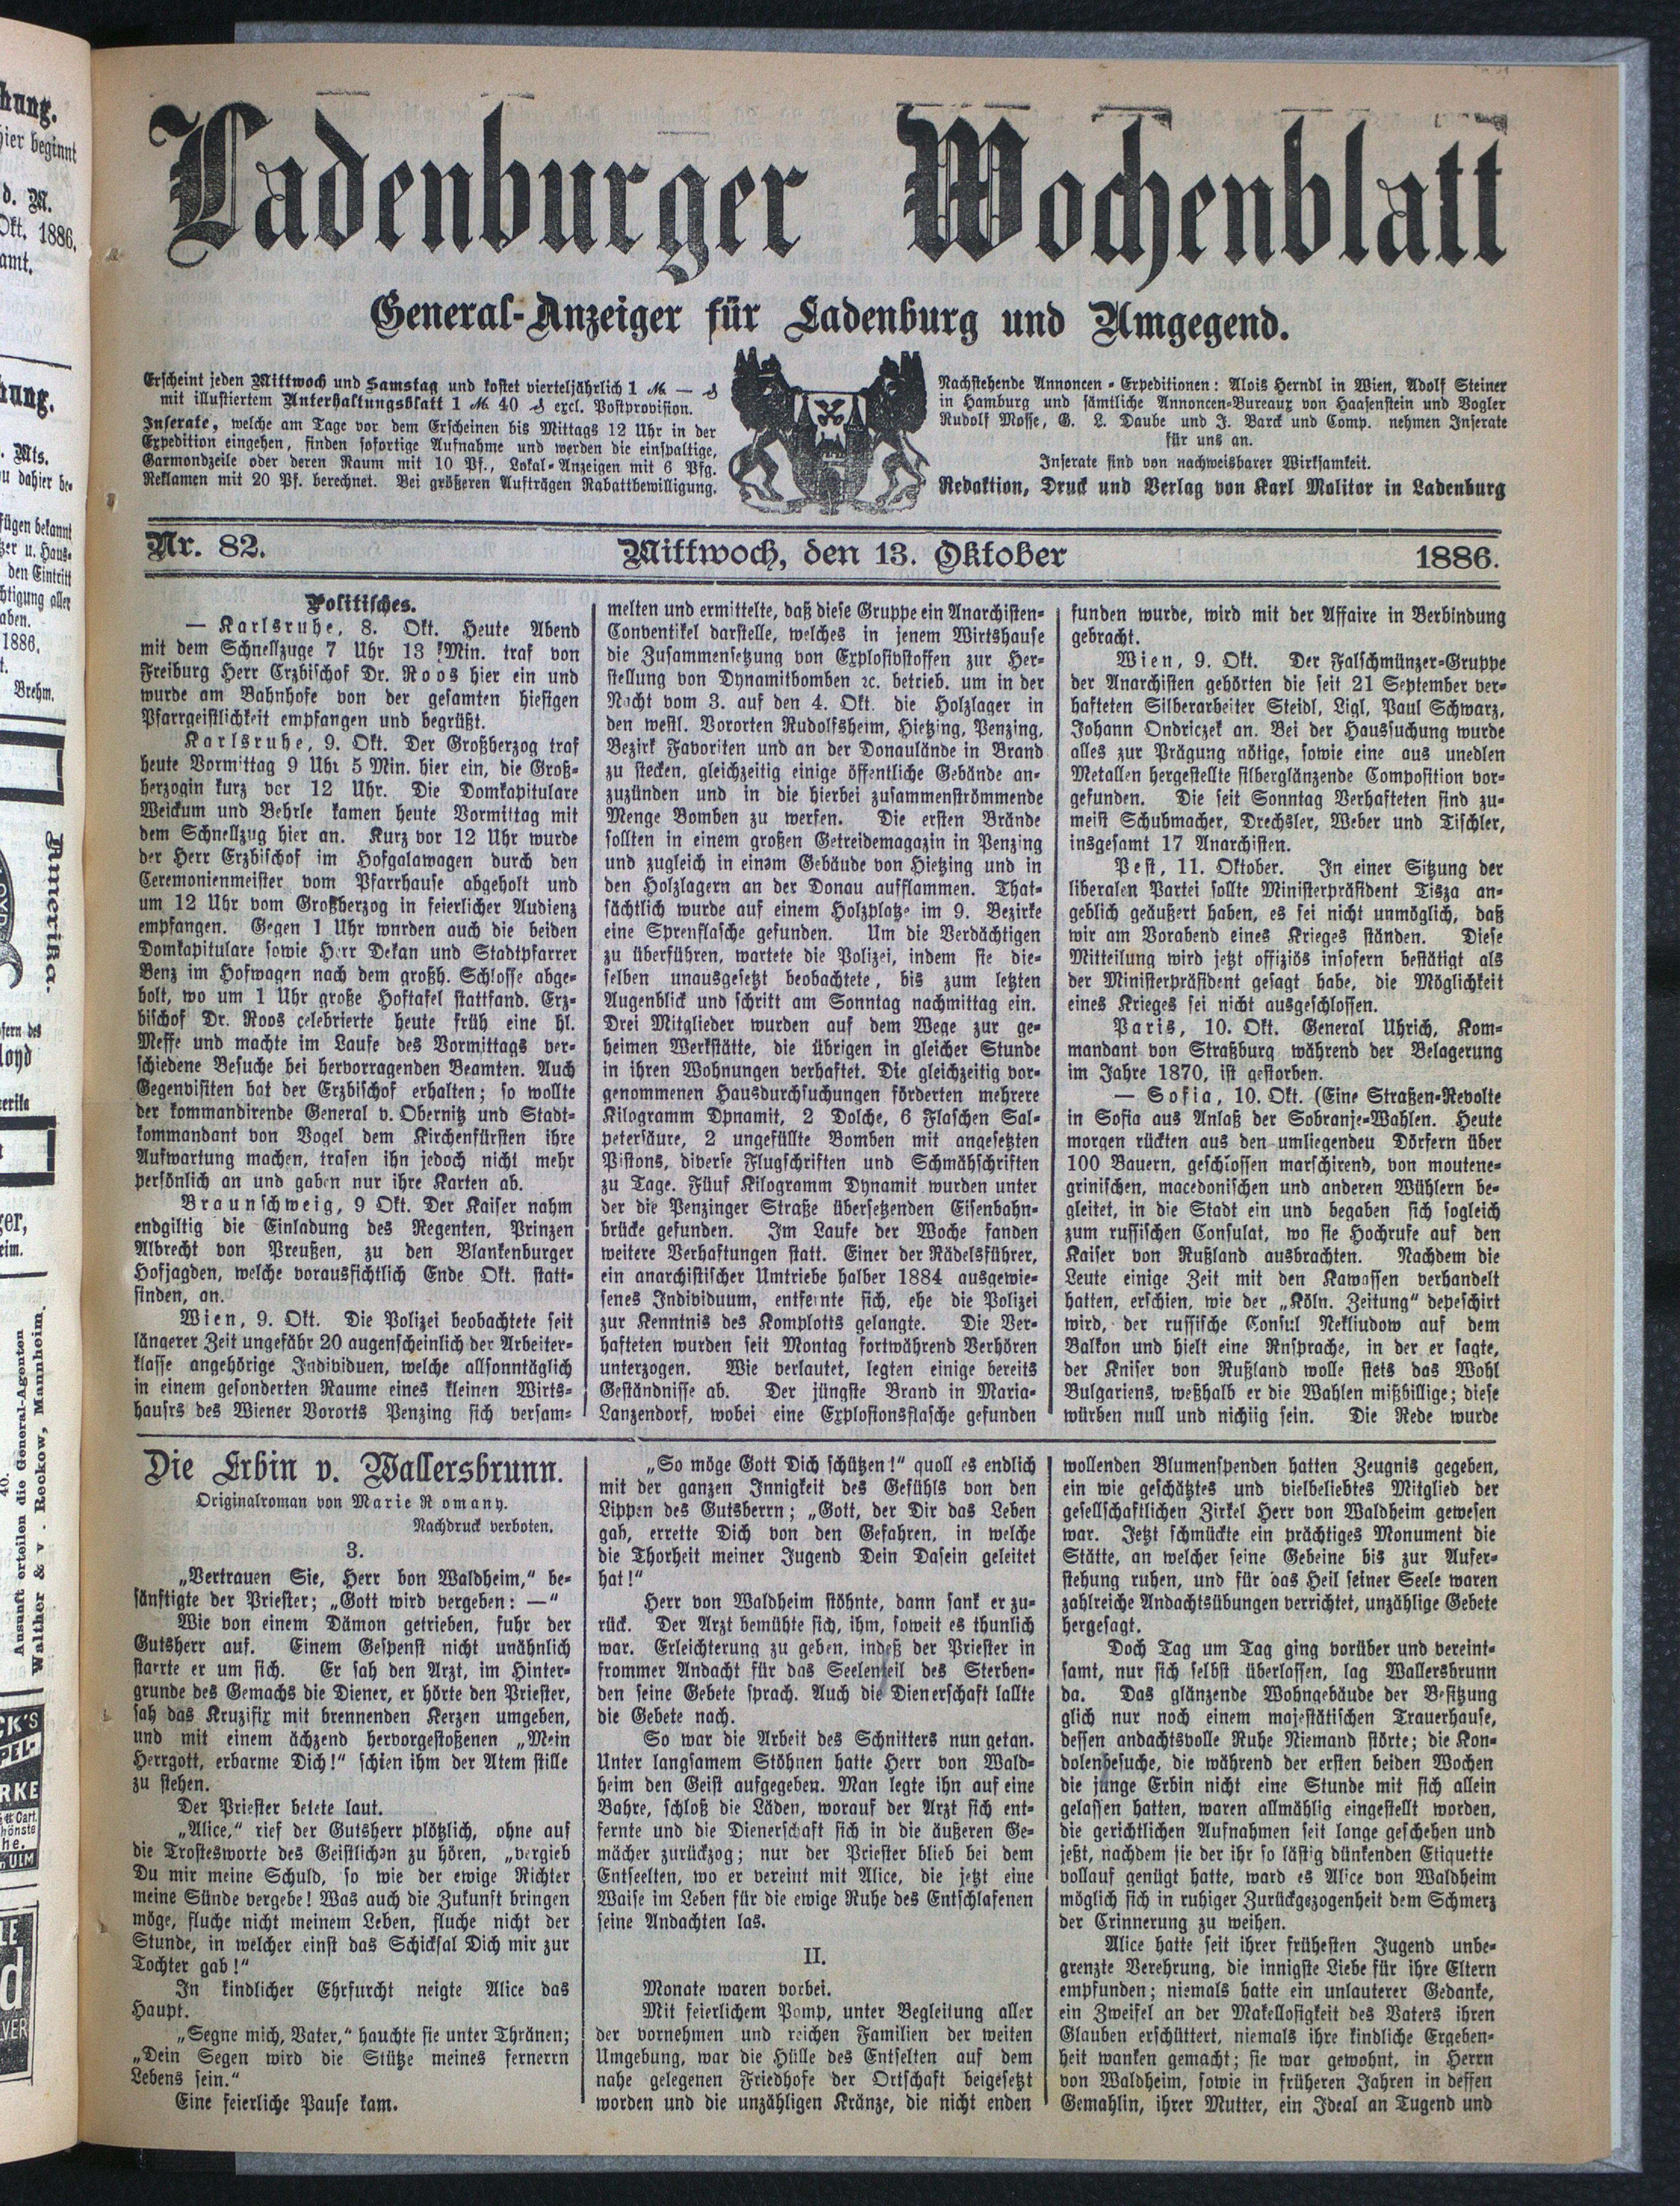 Ladenburger Wochenblatt
General-Anzeiger für Ladenburg und Umgegend.
Erscheint jeden Mittwoch und Samstag und kostet vierteljährlich 1 ℳ — ₰
mit illustriertem Unterhaltungsblatt 1 ℳ 40 ₰ excl. Postprovision.
Inserate, welche am Tage vor dem Erscheinen bis Mittags 12 Uhr in der
Expedition eingehen, finden sofortige Aufnahme und werden die einspaltige,
Garmondzeile oder deren Raum mit 10 Pf., Lokal-Anzeigen mit 6 Pfg.
Reklamen mit 20 Pf. berechnet. Bei größeren Aufträgen Rabattbewilligung.
Nachstehende Annoncen-Expeditionen: Alois Herndl in Wien, Adolf Steiner
in Hamburg und sämtliche Annoncen-Bureaux von Haasenstein und Vogler
Rudolf Mosse, G. L. Daube und J. Barck und Comp. nehmen Inserate
für uns an.
Inserate sind von nachweisbarer Wirksamkeit.
Redaktion, Druck und Verlag von Karl Molitor in Ladenburg
Nr. 82. Mittwoch, den 13. Oktober 1886.
Politisches.
— Karlsruhe, 8. Okt. Heute Abend
mit dem Schnellzuge 7 Uhr 13 Min. traf von
Freiburg Herr Erzbischof Dr. Roos hier ein und
wurde am Bahnhofe von der gesamten hiesigen
Pfarrgeistlichkeit empfangen und begrüßt.
Karlsruhe, 9. Okt. Der Großherzog traf
heute Vormittag 9 Uhr 5 Min. hier ein, die Groß-
herzogin kurz vor 12 Uhr. Die Domkapitulare
Weickum und Behrle kamen heute Vormittag mit
dem Schnellzug hier an. Kurz vor 12 Uhr wurde
der Herr Erzbischof im Hofgalawagen durch den
Ceremonienmeister vom Pfarrhause abgeholt und
um 12 Uhr vom Großherzog in feierlicher Audienz
empfangen. Gegen 1 Uhr wnrden auch die beiden
Domkapitulare sowie Herr Dekan und Stadtpfarrer
Benz im Hofwagen nach dem großh. Schlosse abge-
holt, wo um 1 Uhr große Hoftafel stattfand. Erz-
bischof Dr. Roos celebrierte heute früh eine hl.
Messe und machte im Laufe des Vormittags ver-
schiedene Besuche bei hervorragenden Beamten. Auch
Gegenvisiten hat der Erzbischof erhalten; so wollte
der kommandirende General v. Obernitz und Stadt-
kommandant von Vogel dem Kirchenfürsten ihre
Aufwartung machen, trafen ihn jedoch nicht mehr
persönlich an und gaben nur ihre Karten ab.
Braunschweig, 9 Okt. Der Kaiser nahm
endgiltig die Einladung des Regenten, Prinzen
Albrecht von Preußen, zu den Blankenburger
Hofjagden, welche voraussichtlich Ende Okt. statt-
finden, an.
Wien, 9. Okt. Die Polizei beobachtete seit
längerer Zeit ungefähr 20 augenscheinlich der Arbeiter-
klasse angehörige Individuen, welche allsonntäglich
in einem gesonderten Raume eines kleinen Wirts-
hausrs des Wiener Vororts Penzing sich versam-
melten und ermittelte, daß diese Gruppe ein Anarchisten-
Conventikel darstelle, welches in jenem Wirtshause
die Zusammensetzung von Explosivstoffen zur Her-
stellung von Dynamitbomben ꝛc. betrieb. um in der
Nacht vom 3. auf den 4. Okt. die Holzlager in
den westl. Vororten Rudolfsheim, Hietzing, Penzing,
Bezirk Favoriten und an der Donaulände in Brand
zu stecken, gleichzeitig einige öffentliche Gebände an-
zuzünden und in die hierbei zusammenströmmende
Menge Bomben zu werfen. Die ersten Brände
sollten in einem großen Getreidemagazin in Penzing
und zugleich in einem Gebäude von Hietzing und in
den Holzlagern an der Donau aufflammen. That-
sächtlich wurde auf einem Holzplatze im 9. Bezirke
eine Sprenflasche gefunden. Um die Verdächtigen
zu überführen, wartete die Polizei, indem sie die-
selben unausgesetzt beobachtete, bis zum letzten
Augenblick und schritt am Sonntag nachmittag ein.
Drei Mitglieder wurden auf dem Wege zur ge-
heimen Werkstätte, die übrigen in gleicher Stunde
in ihren Wohnungen verhaftet. Die gleichzeitig vor-
genommenen Hausdurchsuchungen förderten mehrere
Kilogramm Dynamit, 2 Dolche, 6 Flaschen Sal-
petersäure, 2 ungefüllte Bomben mit angesetzten
Pistons, diverse Flugschriften und Schmähschriften
zu Tage. Füuf Kilogramm Dynamit wurden unter
der die Penzinger Straße übersetzenden Eisenbahn-
brücke gefunden. Im Laufe der Woche fanden
weitere Verhaftungen statt. Einer der Rädelsführer,
ein anarchistischer Umtriebe halber 1884 ausgewie-
senes Individuum, entfernte sich, ehe die Polizei
zur Kenntnis des Komplotts gelangte. Die Ver-
hafteten wurden seit Montag fortwährend Verhören
unterzogen. Wie verlautet, legten einige bereits
Geständnisse ab. Der jüngste Brand in Maria-
Lanzendorf, wobei eine Explosionsflasche gefunden
funden wurde, wird mit der Affaire in Verbindung
gebracht.
Wien, 9. Okt. Der Falschmünzer-Gruppe
der Anarchisten gehörten die seit 21 September ver-
hafteten Silberarbeiter Steidl, Ligl, Paul Schwarz,
Johann Ondriczek an. Bei der Haussuchung wurde
alles zur Prägung nötige, sowie eine aus unedlen
Metallen hergestellte silberglänzende Composition vor-
gefunden. Die seit Sonntag Verhafteten sind zu-
meist Schuhmacher, Drechsler, Weber und Tischler,
insgesamt 17 Anarchisten.
Pest, 11. Oktober. In einer Sitzung der
liberalen Partei sollte Ministerpräsident Tisza an-
geblich geäußert haben, es sei nicht unmöglich, daß
wir am Vorabend eines Krieges ständen. Diese
Mitteilung wird jetzt offiziös insofern bestätigt als
der Ministerpräsident gesagt habe, die Möglichkeit
eines Krieges sei nicht ausgeschlossen.
Paris, 10. Okt. General Uhrich, Kom-
mandant von Straßburg während der Belagerung
im Jahre 1870, ist gestorben.
— Sofia, 10. Okt. (Eine Straßen-Revolte
in Sofia aus Anlaß der Sobranje-Wahlen. Heute
morgen rückten aus den umliegendeu Dörfern über
100 Bauern, geschlossen marschirend, von moutene-
grinischen, macedonischen und anderen Wühlern be-
gleitet, in die Stadt ein und begaben sich sogleich
zum russischen Consulat, wo sie Hochrufe auf den
Kaiser von Rußland ausbrachten. Nachdem die
Leute einige Zeit mit den Kawassen verhandelt
hatten, erschien, wie der „Köln. Zeitung“ depeschirt
wird, der russische Consul Nekliudow auf dem
Balkon und hielt eine Rnsprache, in der er sagte,
der Kniser von Rußland wolle stets das Wohl
Bulgariens, weßhalb er die Wahlen mißbillige; diese
würben null und nichiig sein. Die Rede wurde
Die Erbin v. Wallersbrunn.
Originalroman von Marie Romany.
Nachdruck verboten.
3.
„Vertrauen Sie, Herr bon Waldheim,“ be-
sänftigte der Priester; „Gott wird vergeben: —“
Wie von einem Dämon getrieben, fuhr der
Gutsherr auf. Einem Gespenst nicht unähnlich
starrte er um sich. Er sah den Arzt, im Hinter-
grunde des Gemachs die Diener, er hörte den Priester,
sah das Kruzifix mit brennenden Kerzen umgeben,
und mit einem ächzend hervorgestoßenen „Mein
Herrgott, erbarme Dich!“ schien ihm der Atem stille
zu stehen.
Der Priester betete laut.
„Alice,“ rief der Gutsherr plötzlich, ohne auf
die Trostesworte des Geistlichen zu hören, „vergieb
Du mir meine Schuld, so wie der ewige Richter
meine Sünde vergebe! Was auch die Zukunft bringen
möge, fluche nicht meinem Leben, fluche nicht der
Stunde, in welcher einst das Schicksal Dich mir zur
Tochter gab!“
In kindlicher Ehrfurcht neigte Alice das
Haupt.
„Segne mich, Vater,“ hauchte sie unter Thränen;
„Dein Segen wird die Stütze meines fernerrn
Lebens sein.“
Eine feierliche Pause kam.
„So möge Gott Dich schützen!“ quoll es endlich
mit der ganzen Innigkeit des Gefühls von den
Lippen des Gutsherrn; „Gott, der Dir das Leben
gab, errette Dich von den Gefahren, in welche
die Thorheit meiner Jugend Dein Dasein geleitet
hat!“
Herr von Waldheim stöhnte, dann sank er zu-
rück. Der Arzt bemühte sich, ihm, soweit es thunlich
war. Erleichterung zu geben, indeß der Priester in
frommer Andacht für das Seelenheil des Sterben-
den seine Gebete sprach. Auch die Dienerschaft lallte
die Gebete nach.
So war die Arbeit des Schnitters nun getan.
Unter langsamem Stöhnen hatte Herr von Wald-
heim den Geist aufgegeben. Man legte ihn auf eine
Bahre, schloß die Läden, worauf der Arzt sich ent-
fernte und die Dienerschaft sich in die äußeren Ge-
mächer zurückzog; nur der Priester blieb bei dem
Entseelten, wo er vereint mit Alice, die jetzt eine
Waise im Leben für die ewige Ruhe des Entschlafenen
seine Andachten las.
II.
Monate waren vorbei.
Mit feierlichem Pomp, unter Begleitung aller
der vornehmen und reichen Familien der weiten
Umgebung, war die Hülle des Entselten auf dem
nahe gelegenen Friedhofe der Ortschaft beigesetzt
worden und die unzähligen Kränze, die nicht enden
wollenden Blumenspenden hatten Zeugnis gegeben,
ein wie geschätztes und vielbeliebtes Mitglied der
gesellschaftlichen Zirkel Herr von Waldheim gewesen
war. Jetzt schmückte ein prächtiges Monument die
Stätte, an welcher seine Gebeine bis zur Aufer-
stehung ruhen, und für das Heil seiner Seele waren
zahlreiche Andachtsübungen verrichtet, unzählige Gebete
hergesagt.
Doch Tag um Tag ging vorüber und vereint-
samt, nur sich selbst überlassen, lag Wallersbrunn
da. Das glänzende Wohngebäude der Besitzung
glich nur noch einem majestätischen Trauerhause,
dessen andachtsvolle Ruhe Niemand störte; die Kon-
dolenbesuche, die während der ersten beiden Wochen
die junge Erbin nicht eine Stunde mit sich allein
gelassen hatten, waren allmählig eingestellt worden,
die gerichtlichen Aufnahmen seit lange geschehen und
jetzt, nachdem sie der ihr so lästig dünkenden Etiquette
vollauf genügt hatte, ward es Alice von Waldheim
möglich sich in ruhiger Zurückgezogenheit dem Schmerz
der Erinnerung zu weihen.
Alice hatte seit ihrer frühesten Jugend unbe-
grenzte Verehrung, die innigste Liebe für ihre Eltern
empfunden; niemals hatte ein unlauterer Gedanke,
ein Zweifel an der Makellosigkeit des Vaters ihren
Glauben erschüttert, niemals ihre kindliche Ergeben-
heit wanken gemacht; sie war gewohnt, in Herrn
von Waldheim, sowie in früheren Jahren in dessen
Gemahlin, ihrer Mutter, ein Ideal an Tugend und
hier beginnt
d. M.
Okt. 1886.
1886.
Brehm.
Amerika.
Auskunft erteilen die General-Agenten
Walther & v. Reckow, Mannheim.